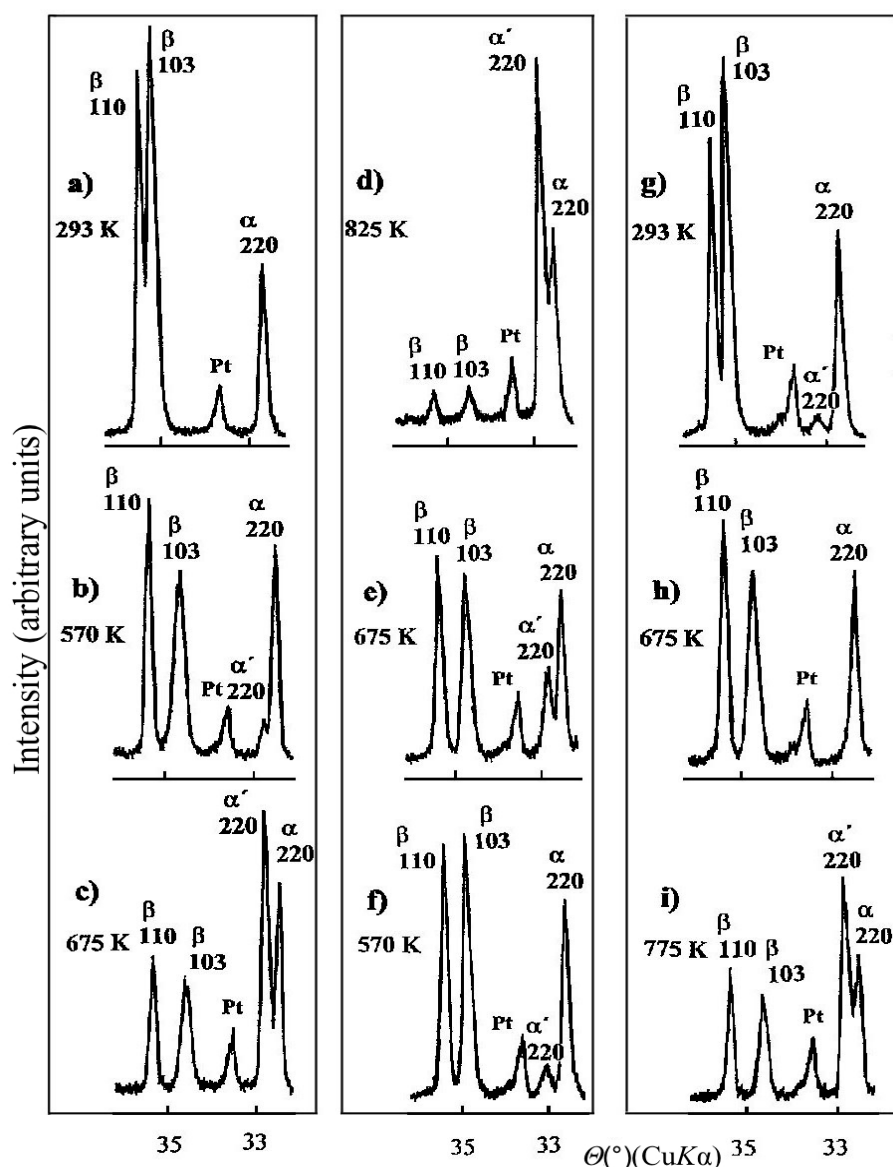 Intensity (arbitrary units)
β
103
β
110
a)
293 K
α
220
Pt
β
110
β
103
α
220
b)
570 K
α´
Pt 220
α´
220 α
220
c)
675 K
β
110 β
103
Pt
35
33
α´
220
d)
825 K
α
220
Pt
β
110
β
103
β
110 β
103
α
220
e)
675 K
α´
220
Pt
β
110
β
103
α
220
f)
570 K
Pt
α´
220
35
33
β
103
β
110
g)
293 K
α
220
Pt
α´
220
β
110
β
103
α
220
h)
675 K
Pt
α´
220
α
220
i)
775 K
β
110 β
103
Pt
35
33
Θ(°)(CuKα)